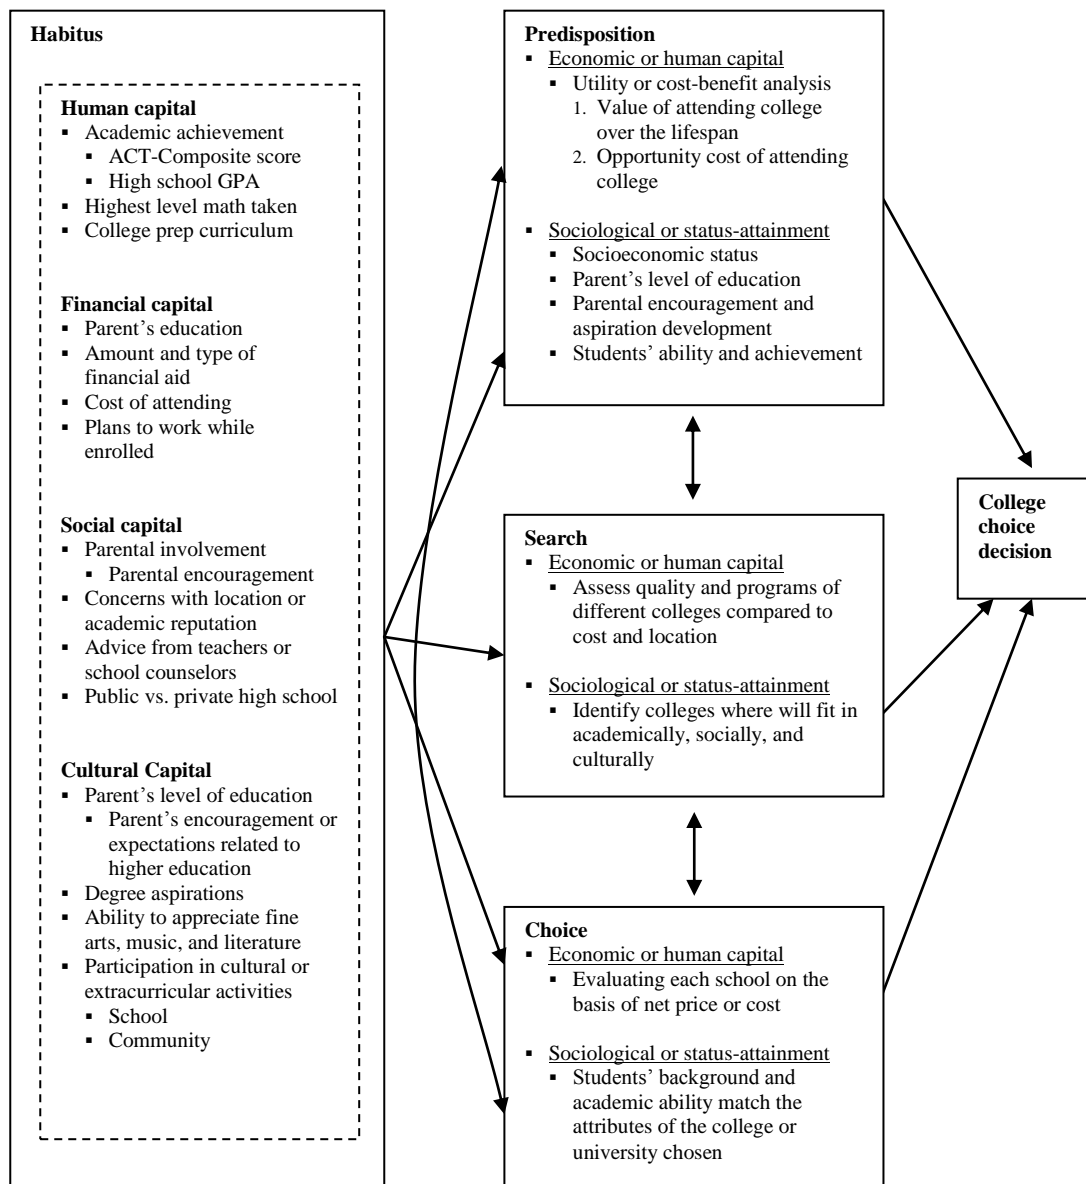 Habitus
Human capital
▪ Academic achievement
▪ ACT-Composite score
▪ High school GPA
▪ Highest level math taken
▪ College prep curriculum
Financial capital
▪ Parent’s education
▪ Amount and type of
financial aid
▪ Cost of attending
▪ Plans to work while
enrolled
Social capital
▪ Parental involvement
▪ Parental encouragement
▪ Concerns with location or
academic reputation
▪ Advice from teachers or
school counselors
▪ Public vs. private high school
Cultural Capital
▪ Parent’s level of education
▪ Parent’s encouragement or
expectations related to
higher education
▪ Degree aspirations
▪ Ability to appreciate fine
arts, music, and literature
▪ Participation in cultural or
extracurricular activities
▪ School
▪ Community
Predisposition
▪ Economic or human capital
▪ Utility or cost-benefit analysis
1. Value of attending college
over the lifespan
2. Opportunity cost of attending
college
▪ Sociological or status-attainment
▪ Socioeconomic status
▪ Parent’s level of education
▪ Parental encouragement and
aspiration development
▪ Students’ ability and achievement
Search
▪ Economic or human capital
▪ Assess quality and programs of
different colleges compared to
cost and location
▪ Sociological or status-attainment
▪ Identify colleges where will fit in
academically, socially, and
culturally
Choice
▪ Economic or human capital
▪ Evaluating each school on the
basis of net price or cost
▪ Sociological or status-attainment
▪ Students’ background and
academic ability match the
attributes of the college or
university chosen
College
choice
decision